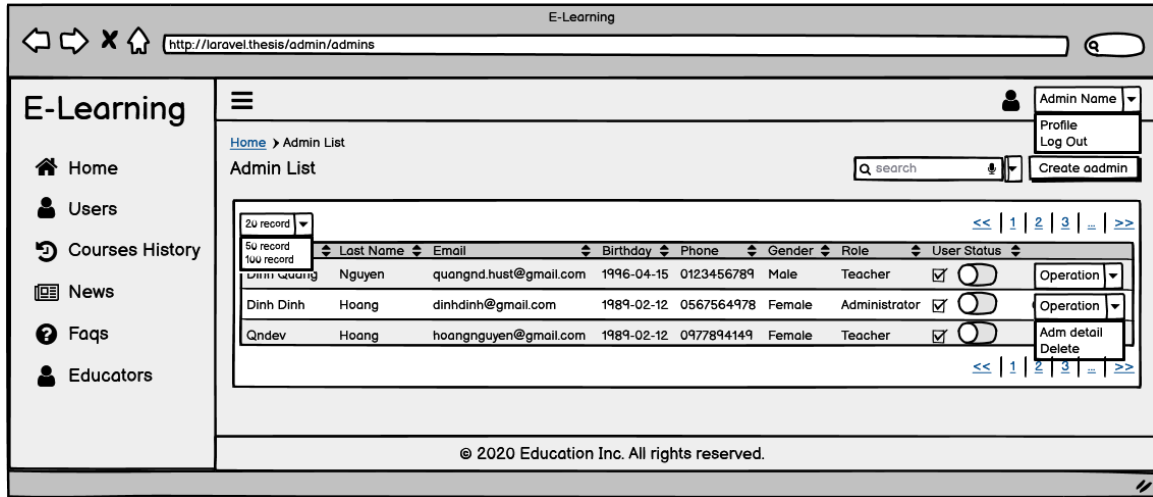 E-Learning
http://laravel.thesis/admin/admins
E-Learning
Home
Users
Courses History
News
Faqs
Educators
Admin Name
Profile
Log Out
Home > Admin List
Admin List
search
Create aadmin
20 record
50 record
100 record
<< | 1 | 2 | 3 | ... | >>
Last Name Email Birthday Phone Gender Role User Status
Dinh Quang Nguyen quangnd.hust@gmail.com 1996-04-15 0123456789 Male Teacher Operation
Dinh Dinh Hoang dinhdinh@gmail.com 1989-02-12 0567564978 Female Administrator Operation
Qndev Hoang hoangnguyen@gmail.com 1989-02-12 0977894149 Female Teacher
Adm detail
Delete
<< | 1 | 2 | 3 | ... | >>
© 2020 Education Inc. All rights reserved.